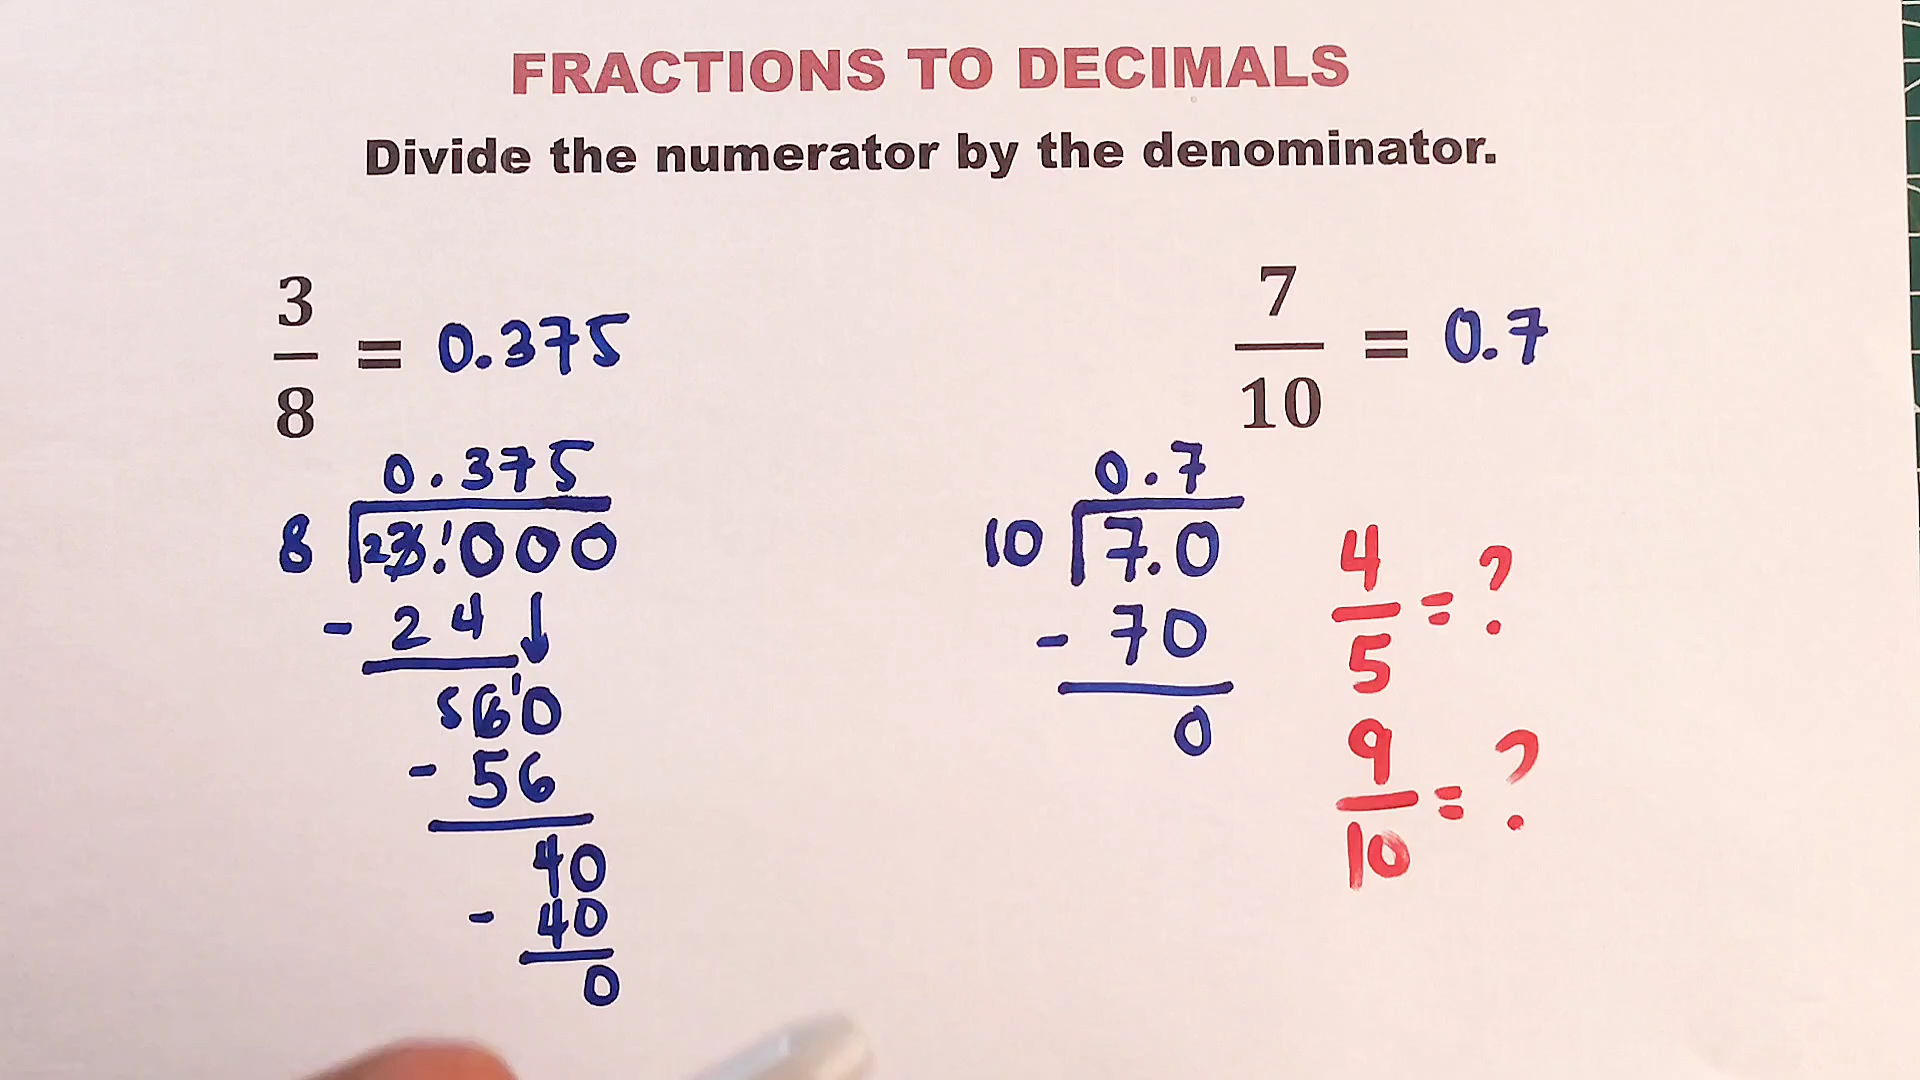 FRACTIONS TO DECIMALS
Divide the numerator by the denominator.
3/8 = 0.375
0.375
8 23.'000
- 24
56'0
- 56
40
- 40
0
7/10 = 0.7
0.7
10 7.0
- 70
0
4/5 = ?
9/10 = ?